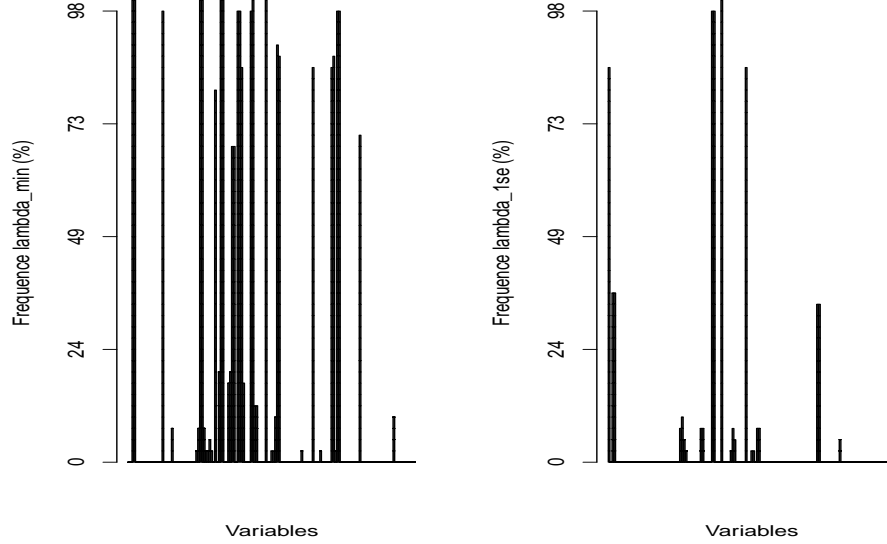 Frequence lambda_min (%)
98
73
49
24
0
Variables
Frequence lambda_1se (%)
98
73
49
24
0
Variables